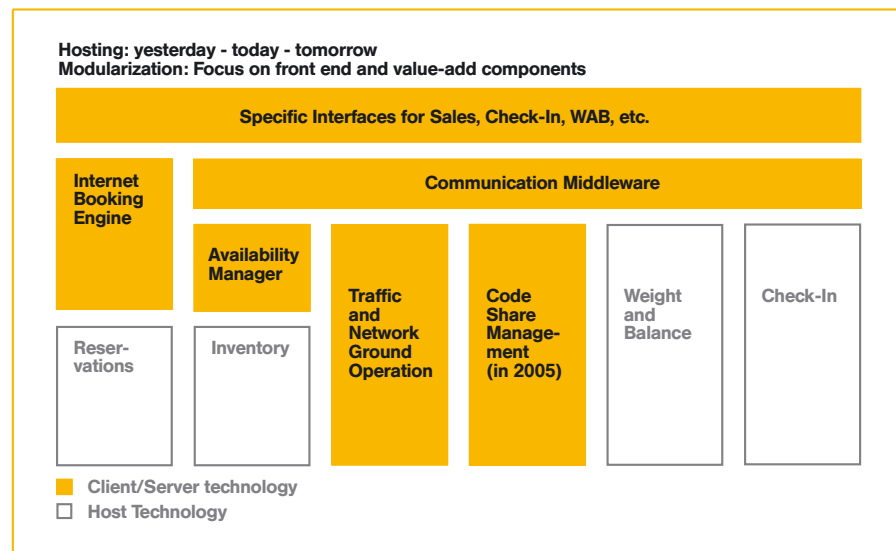 Hosting: yesterday - today - tomorrow
Modularization: Focus on front end and value-add components
Specific Interfaces for Sales, Check-In, WAB, etc.
Internet
Booking
Engine
Communication Middleware
Availability
Manager
Traffic
and
Network
Ground
Operation
Code
Share
Manage-
ment
(in 2005)
Weight
and
Balance
Check-In
Reser-
vations
Inventory
Client/Server technology
Host Technology